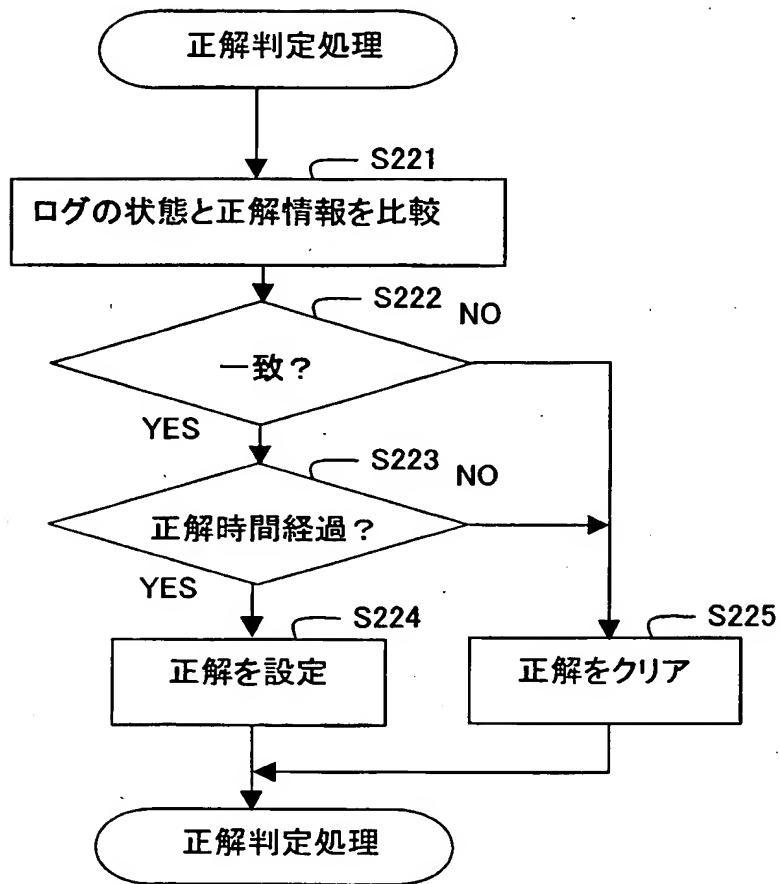 正解判定処理
S221
ログの状態と正解情報を比較
S222
NO
一致？
YES
S223
NO
正解時間経過？
YES
S224
S225
正解を設定
正解をクリア
正解判定処理